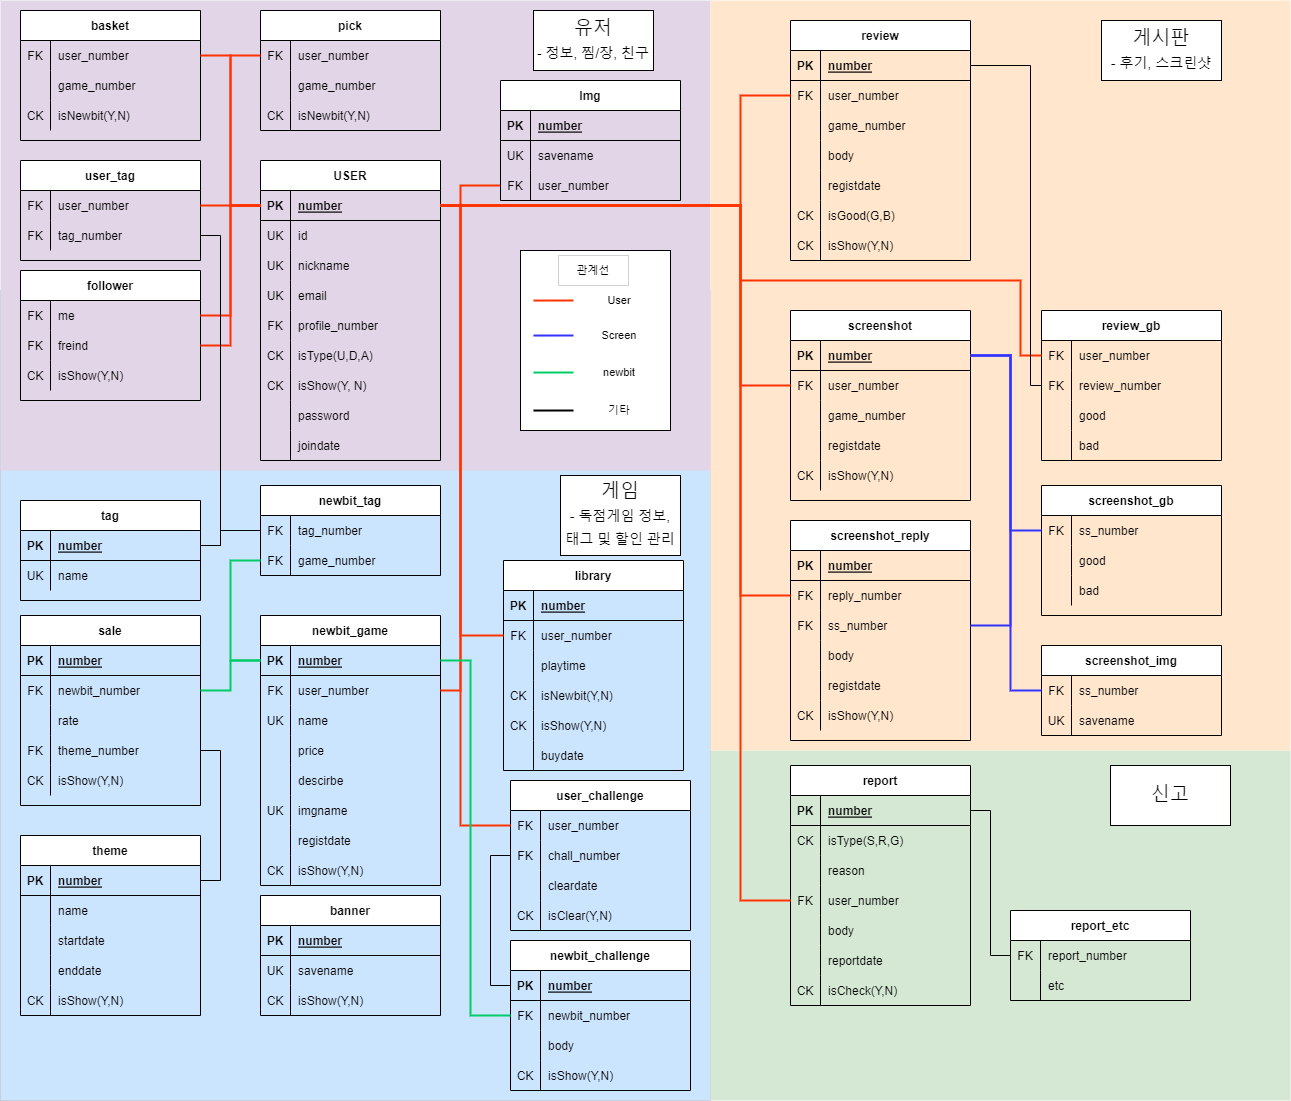 basket
FK user_number
game_number
CK isNewbit(Y,N)
pick
FK user_number
game_number
CK isNewbit(Y,N)
유저
- 정보, 찜/장, 친구
Img
PK number
UK savename
FK user_number
user_tag
FK user_number
FK tag_number
USER
PK number
UK id
UK nickname
UK email
FK profile_number
CK isType(U,D,A)
CK isShow(Y, N)
password
joindate
follower
FK me
FK freind
CK isShow(Y,N)
관계선
User
Screen
newbit
기타
게시판
- 후기, 스크린샷
review
PK number
FK user_number
game_number
body
registdate
CK isGood(G,B)
CK isShow(Y,N)
screenshot
PK number
FK user_number
game_number
registdate
CK isShow(Y,N)
review_gb
FK user_number
FK review_number
good
bad
screenshot_reply
PK number
FK reply_number
FK ss_number
body
registdate
CK isShow(Y,N)
screenshot_gb
FK ss_number
good
bad
screenshot_img
FK ss_number
UK savename
게임
- 독점게임 정보,
태그 및 할인 관리
tag
PK number
UK name
newbit_tag
FK tag_number
FK game_number
library
PK number
FK user_number
playtime
CK isNewbit(Y,N)
CK isShow(Y,N)
buydate
sale
PK number
FK newbit_number
rate
FK theme_number
CK isShow(Y,N)
newbit_game
PK number
FK user_number
UK name
price
descirbe
UK imgname
registdate
CK isShow(Y,N)
user_challenge
FK user_number
FK chall_number
cleardate
CK isClear(Y,N)
theme
PK number
name
startdate
enddate
CK isShow(Y,N)
banner
PK number
UK savename
CK isShow(Y,N)
newbit_challenge
PK number
FK newbit_number
body
CK isShow(Y,N)
신고
report
PK number
CK isType(S,R,G)
reason
FK user_number
body
reportdate
CK isCheck(Y,N)
report_etc
FK report_number
etc